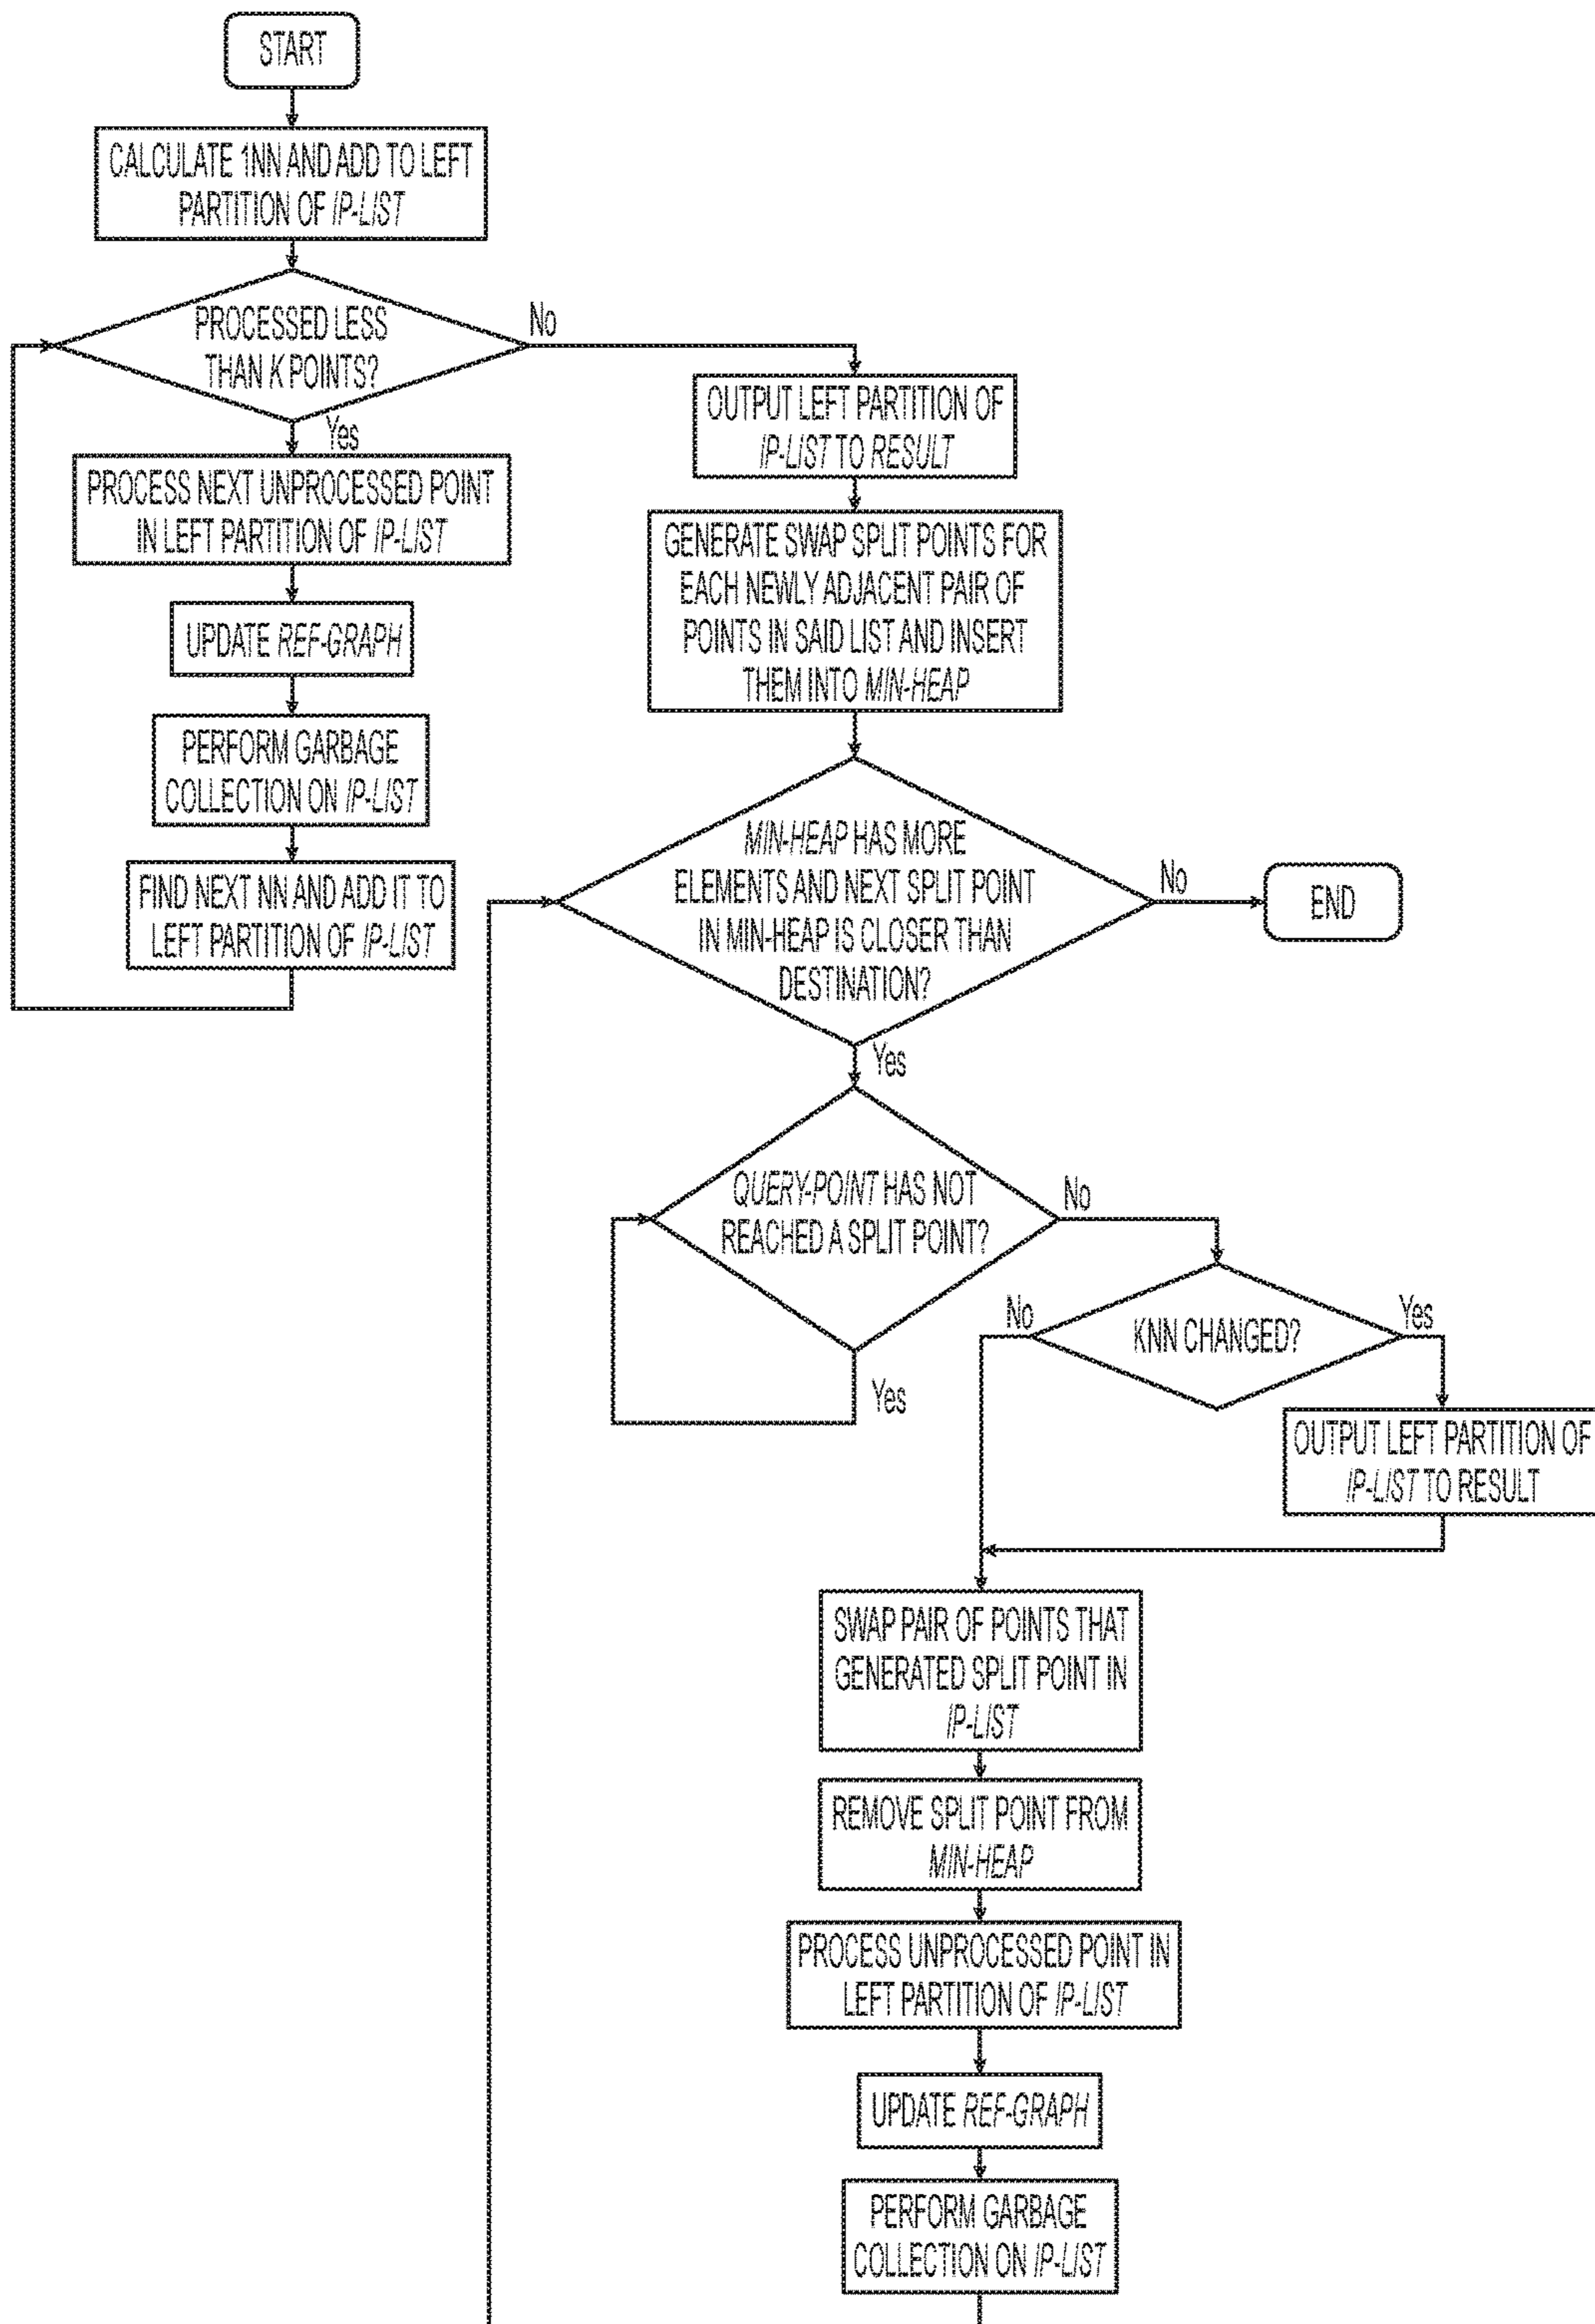 START
CALCULATE 1NN AND ADD TO LEFT
PARTITION OF IP-LIST
PROCESSED LESS
THAN K POINTS?
No
Yes
PROCESS NEXT UNPROCESSED POINT
IN LEFT PARTITION OF IP-LIST
UPDATE REF-GRAPH
PERFORM GARBAGE
COLLECTION ON IP-LIST
FIND NEXT NN AND ADD IT TO
LEFT PARTITION OF IP-LIST
OUTPUT LEFT PARTITION OF
IP-LIST TO RESULT
GENERATE SWAP SPLIT POINTS FOR
EACH NEWLY ADJACENT PAIR OF
POINTS IN SAID LIST AND INSERT
THEM INTO MIN-HEAP
MIN-HEAP HAS MORE
ELEMENTS AND NEXT SPLIT POINT
IN MIN-HEAP IS CLOSER THAN
DESTINATION?
No
END
Yes
QUERY-POINT HAS NOT
REACHED A SPLIT POINT?
No
Yes
KNN CHANGED?
No
Yes
OUTPUT LEFT PARTITION OF
IP-LIST TO RESULT
SWAP PAIR OF POINTS THAT
GENERATED SPLIT POINT IN
IP-LIST
REMOVE SPLIT POINT FROM
MIN-HEAP
PROCESS UNPROCESSED POINT IN
LEFT PARTITION OF IP-LIST
UPDATE REF-GRAPH
PERFORM GARBAGE
COLLECTION ON IP-LIST